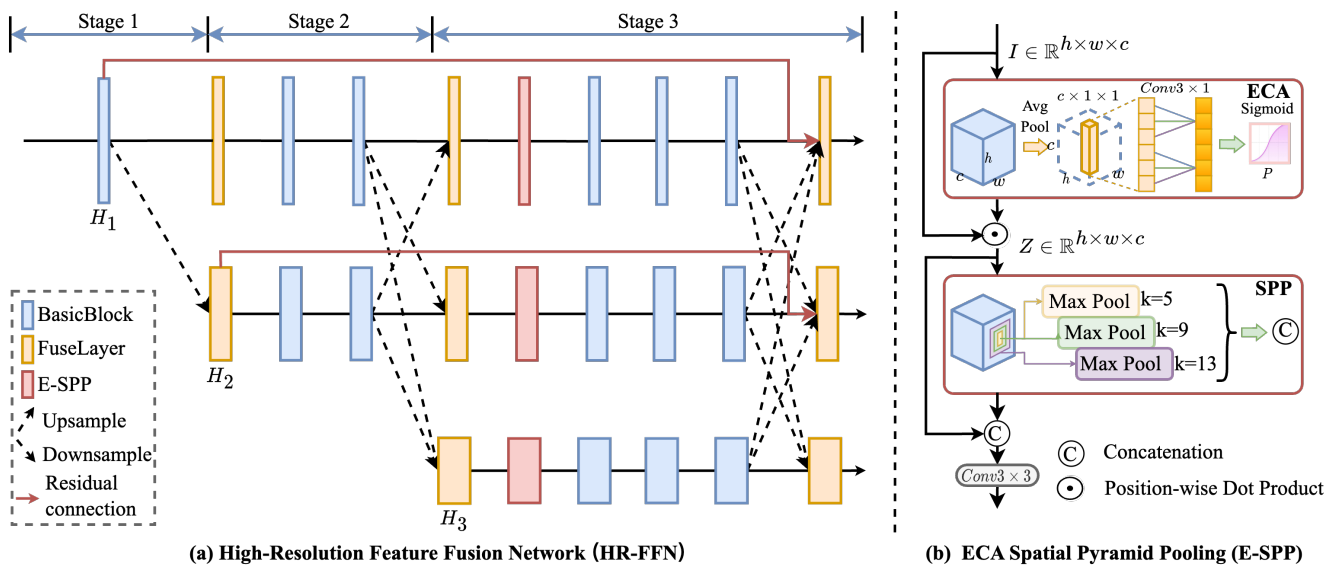 Stage 1
Stage 2
Stage 3
H1
H2
H3
BasicBlock
FuseLayer
E-SPP
Upsample
Downsample
Residual
connection
(a) High-Resolution Feature Fusion Network (HR-FFN)
I ∈ ℝ^{h×w×c}
ECA
Sigmoid
c × 1 × 1
Conv3 × 1
Avg
Pool
c
h
w
c
h
w
P
Z ∈ ℝ^{h×w×c}
SPP
Max Pool k=5
Max Pool k=9
Max Pool k=13
C
C
C Concatenation
Position-wise Dot Product
Conv3 × 3
(b) ECA Spatial Pyramid Pooling (E-SPP)